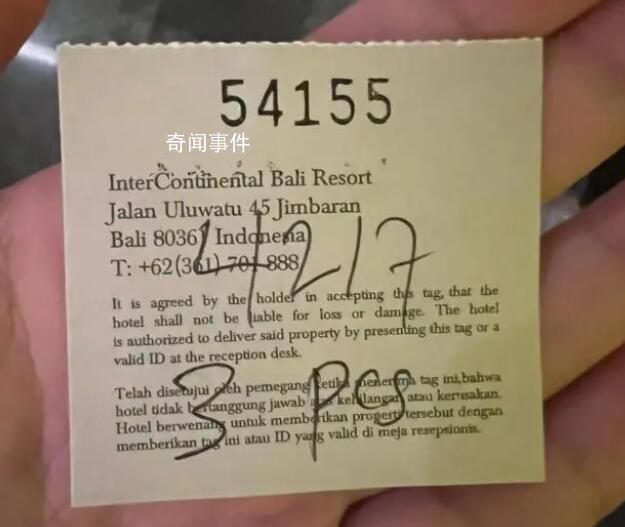 54155
奇闻事件
InterContinental Bali Resort
Jalan Uluwatu 45 Jimbaran
Bali 80361 Indonesia
T: +62(361) 701 888
4/2/7
It is agreed by the holder in accepting this tag, that the
hotel shall not be liable for loss or damage. The hotel
is authorized to deliver said property by presenting this tag or a
valid ID at the reception desk.
Telah disetujui oleh pemegang ketika menerima tag ini,bahwa
hotel tidak bertanggung jawab atas kehilangan atau kerusakan.
Hotel berwenang untuk memberikan properti tersebut dengan
memberikan tag ini atau ID yang valid di meja resepsionis.
3 pcs